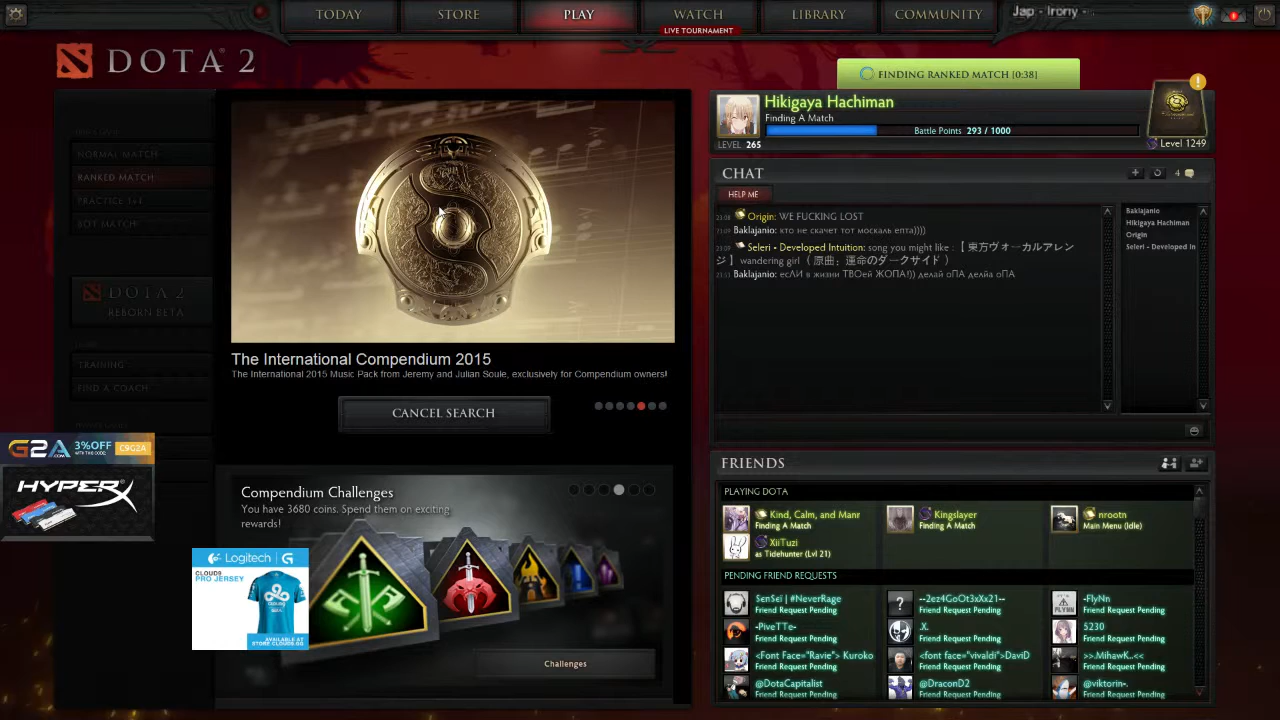 TODAY
STORE
PLAY
WATCH
LIVE TOURNAMENT
LIBRARY
COMMUNITY
Jap - Irony -
DOTA 2
FINDING RANKED MATCH [0:38]
NORMAL MATCH
RANKED MATCH
PRACTICE 1v1
BOT MATCH
DOTA 2
REBORN BETA
TRAINING
FIND A COACH
The International Compendium 2015
The International 2015 Music Pack from Jeremy and Julian Soule, exclusively for Compendium owners!
CANCEL SEARCH
G2A.COM 3%OFF WITH THE CODE: C9G2A
HYPERX
Compendium Challenges
You have 3680 coins. Spend them on exciting
rewards!
Logitech G
CLOUD9
PRO JERSEY
AVAILABLE AT
STORE.CLOUD9.GG
Challenges
Hikigaya Hachiman
Finding A Match
Battle Points 293 / 1000
LEVEL 265
Level 1249
CHAT
4
HELP ME
Origin: WE FUCKING LOST
Baklajanio: кто не скачет тот москаль епта))))
Seleri - Developed Intuition: song you might like : 【 東方ヴォーカルアレン
ジ 】 wandering girl （ 原曲：運命のダークサイド ）
Baklajanio: есЛИ в жизни ТВОей ЖОПА!)) делай оПА делйа оПА
Baklajanio
Hikigaya Hachiman
Origin
Seleri - Developed In
FRIENDS
PLAYING DOTA
Kind, Calm, and Manr
Finding A Match
Kingslayer
Finding A Match
nrootn
Main Menu (Idle)
XiiTuzi
as Tidehunter (Lvl 21)
PENDING FRIEND REQUESTS
SenSei | #NeverRage
Friend Request Pending
--2ez4GoOt3xXx21--
Friend Request Pending
-FlyNn
Friend Request Pending
-PiveTTe-
Friend Request Pending
.X.
Friend Request Pending
5230
Friend Request Pending
<Font Face="Ravie"> Kuroko
Friend Request Pending
<font face="vivaldi">DaviD
Friend Request Pending
>>.MihawK..<<
Friend Request Pending
@DotaCapitalist
Friend Request Pending
@DraconD2
Friend Request Pending
@viktorin-.
Friend Request Pending